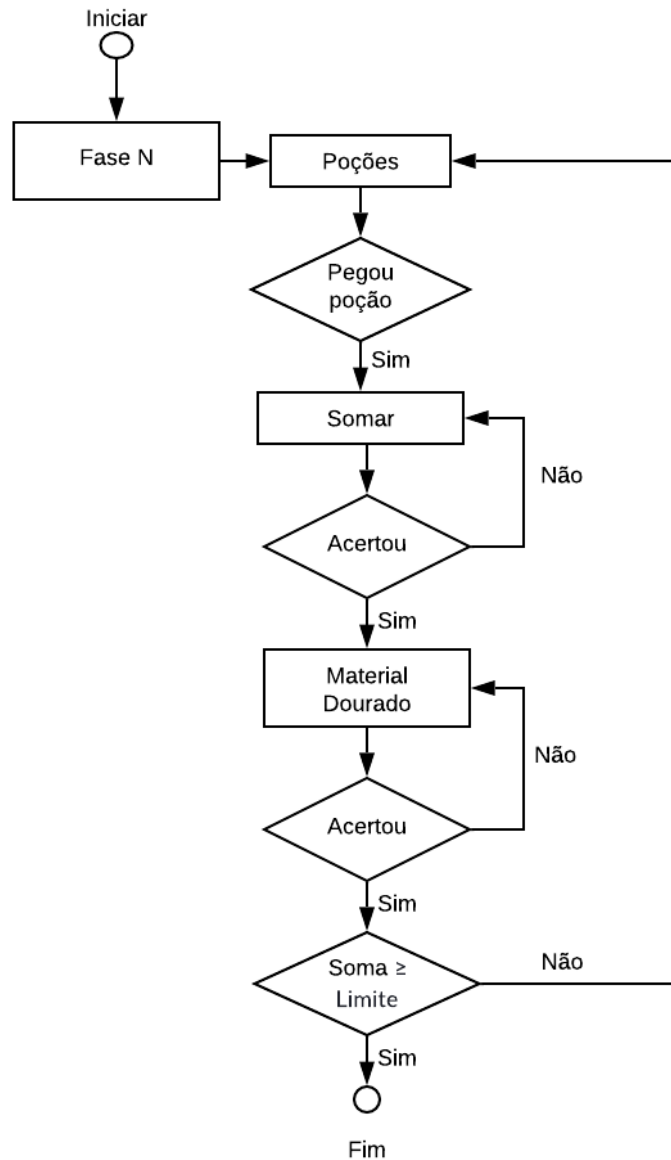 Iniciar
Fase N
Poções
Pegou
poção
Sim
Somar
Não
Acertou
Sim
Material
Dourado
Não
Acertou
Sim
Soma ≥
Limite
Não
Sim
Fim